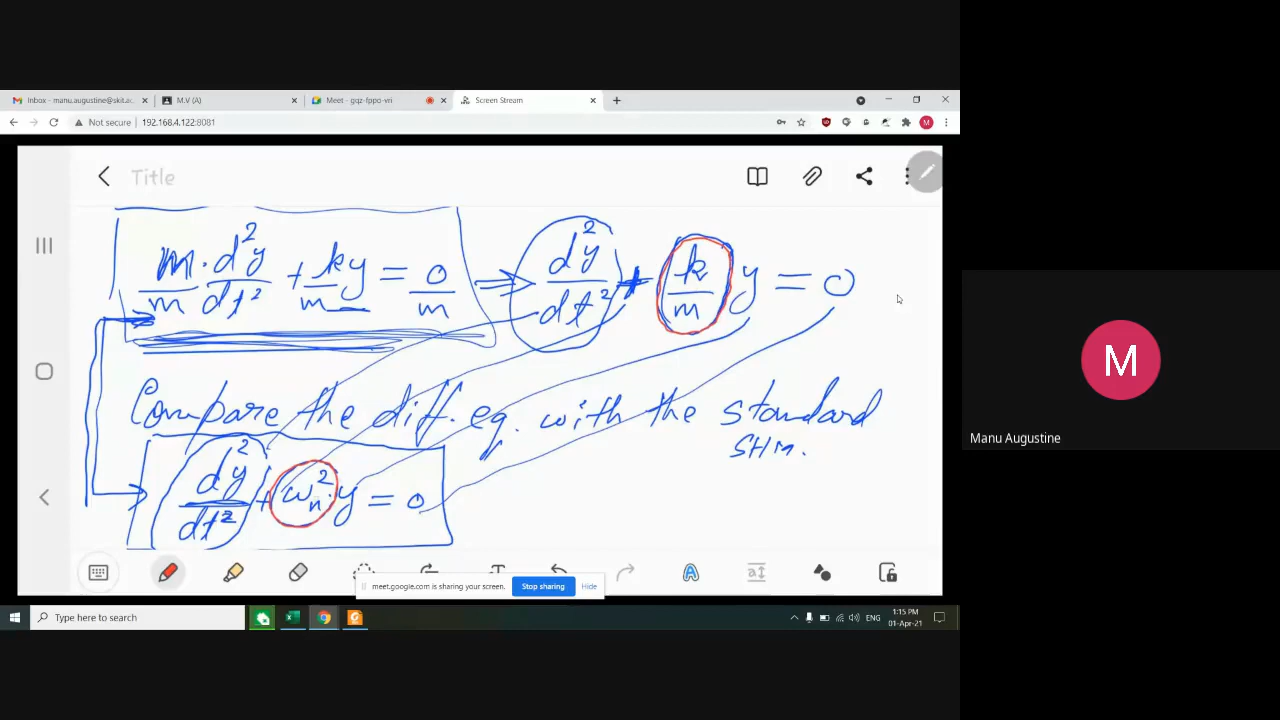 Inbox - manu.augustine@skit.ac.
M.V (A)
Meet - gqz-fppo-vri
Screen Stream
Not secure
192.168.4.122:8081
Title
m/m · d²y/dt² + k/m y = 0/m ⇒ d²y/dt² + k/m y = 0
Compare the diff. eq. with the standard
SHM.
d²y/dt² + ωn² · y = 0
meet.google.com is sharing your screen.
Stop sharing
Hide
Type here to search
ENG
1:15 PM
01-Apr-21
M
Manu Augustine